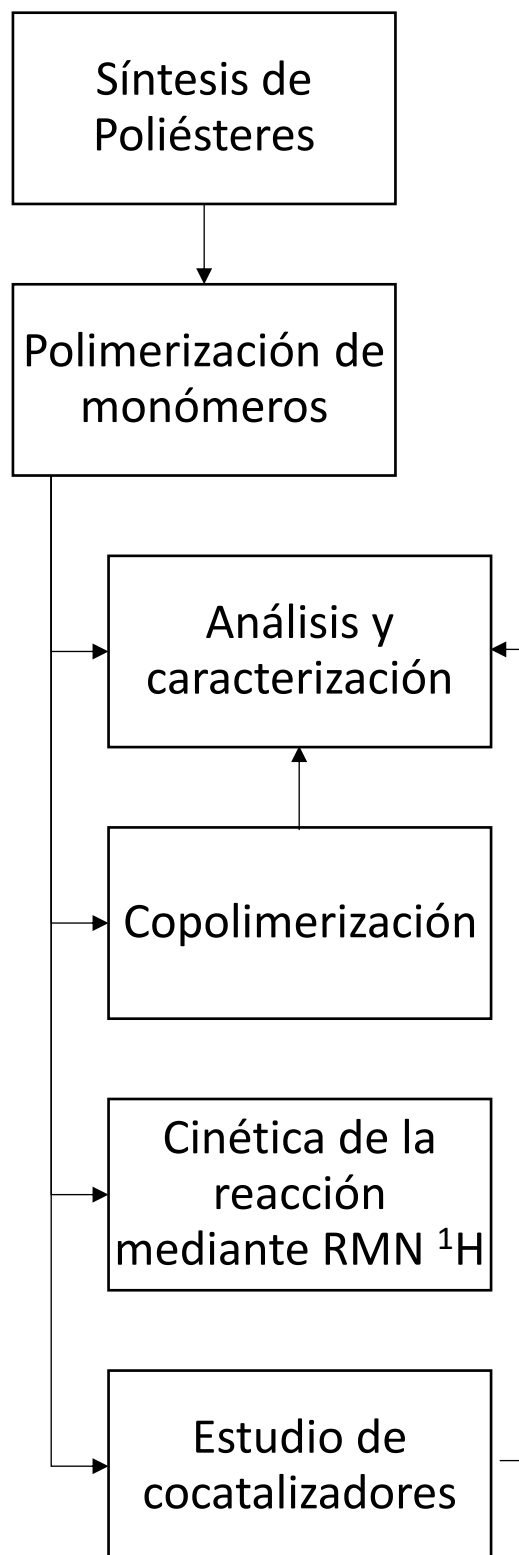 Síntesis de
Poliésteres
Polimerización de
monómeros
Análisis y
caracterización
Copolimerización
Cinética de la
reacción
mediante RMN ¹H
Estudio de
cocatalizadores